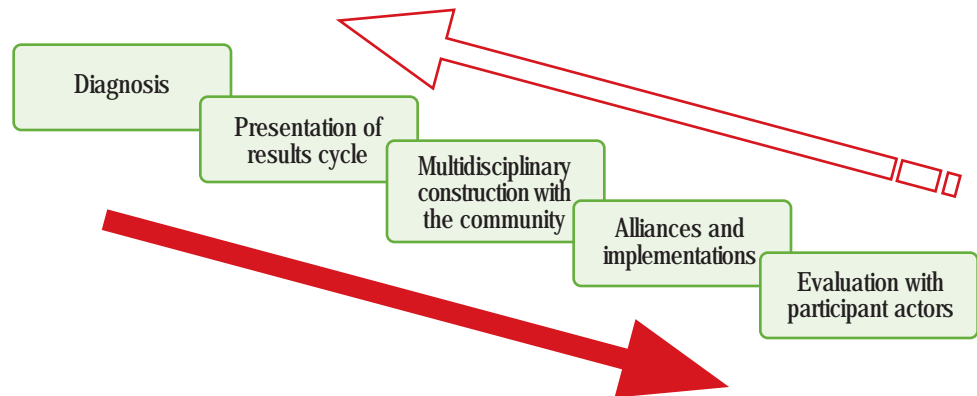 Diagnosis
Presentation of
results cycle
Multidisciplinary
construction with
the community
Alliances and
implementations
Evaluation with
participant actors